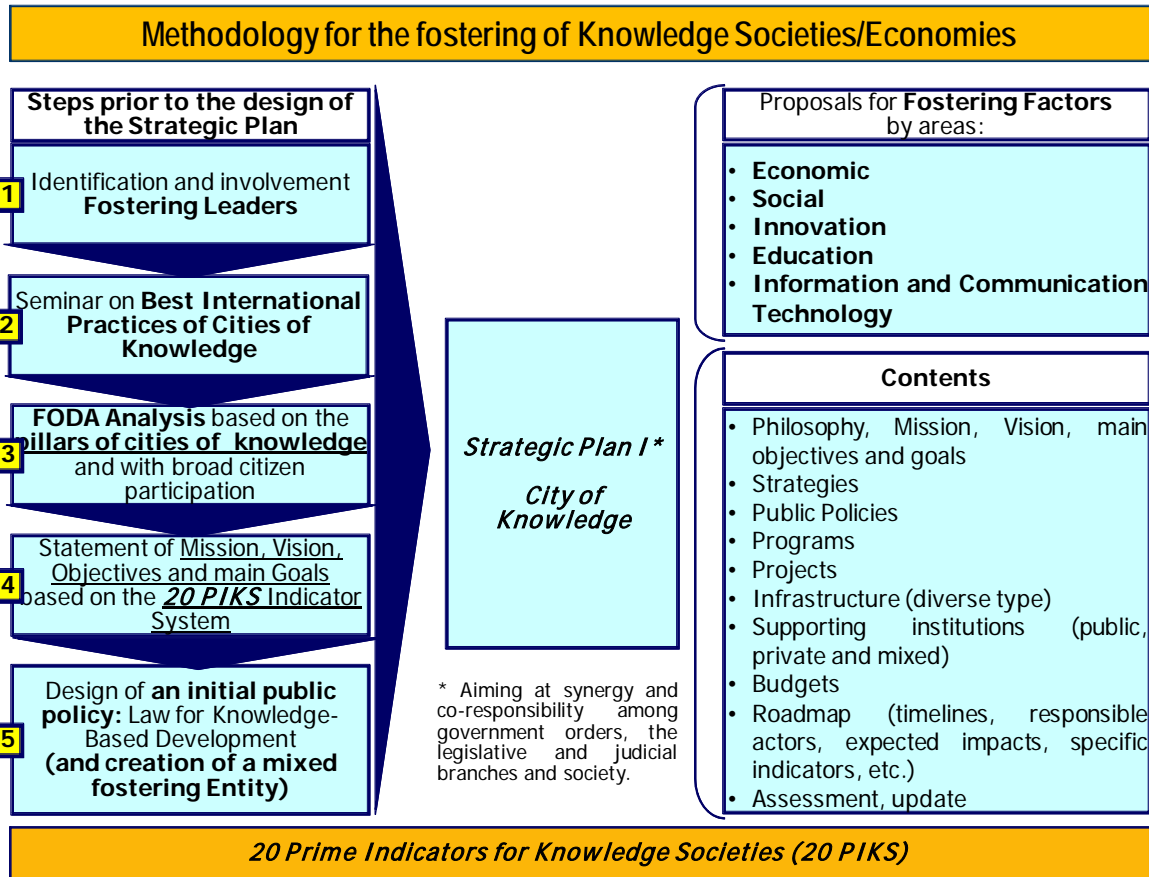 Methodology for the fostering of Knowledge Societies/Economies
Steps prior to the design of
the Strategic Plan
1
Identification and involvement
Fostering Leaders
2
Seminar on Best International
Practices of Cities of
Knowledge
3
FODA Analysis based on the
pillars of cities of knowledge
and with broad citizen
participation
4
Statement of Mission, Vision,
Objectives and main Goals
based on the 20 PIKS Indicator
System
5
Design of an initial public
policy: Law for Knowledge-
Based Development
(and creation of a mixed
fostering Entity)
Strategic Plan I*
City of
Knowledge
* Aiming at synergy and
co-responsibility among
government orders, the
legislative and judicial
branches and society.
Proposals for Fostering Factors
by areas:
• Economic
• Social
• Innovation
• Education
• Information and Communication
Technology
Contents
• Philosophy, Mission, Vision, main
objectives and goals
• Strategies
• Public Policies
• Programs
• Projects
• Infrastructure (diverse type)
• Supporting institutions (public,
private and mixed)
• Budgets
• Roadmap (timelines, responsible
actors, expected impacts, specific
indicators, etc.)
• Assessment, update
20 Prime Indicators for Knowledge Societies (20 PIKS)